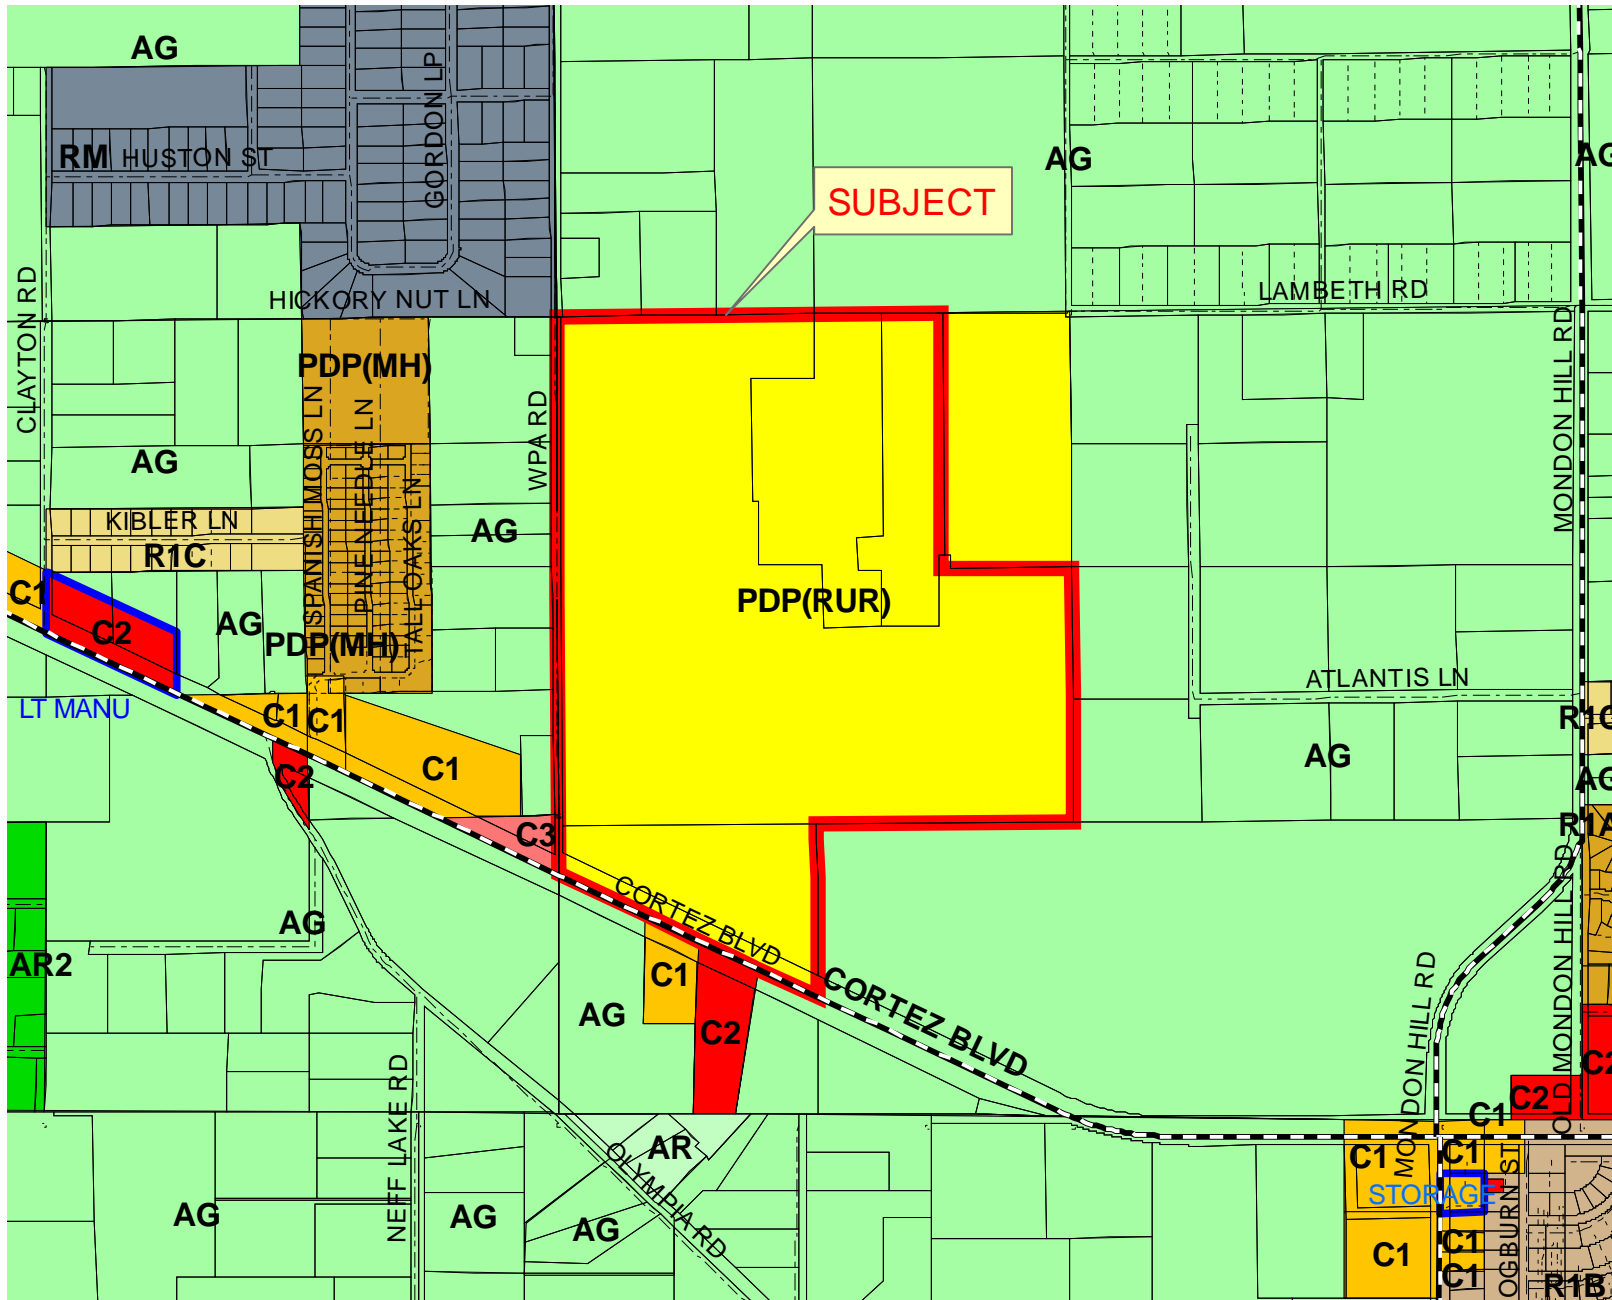 AG
GORDON LP
RM HUSTON ST
AG
AG
SUBJECT
HICKORY NUT LN
LAMBETH RD
CLAYTON RD
MONDON HILL RD
PDP(MH)
SPANISH MOSS LN
PINE NEEDLE LN
TALL OAKS LN
WPA RD
AG
KIBLER LN
R1C
AG
C1
C2
AG
PDP(MH)
PDP(RUR)
ATLANTIS LN
LT MANU
C1
C1
R1C
C1
AG
C2
AG
C3
R1A
CORTEZ BLVD
AG
OLD MONDON HILL RD
AR2
C1
CORTEZ BLVD
MONDON HILL RD
AG
C2
NEFF LAKE RD
C2
C2
C1
AR
OLYMPIA RD
C1
C1
STORAGE
OGBURN ST
AG
AG
AG
C1
C1
C1
R1B